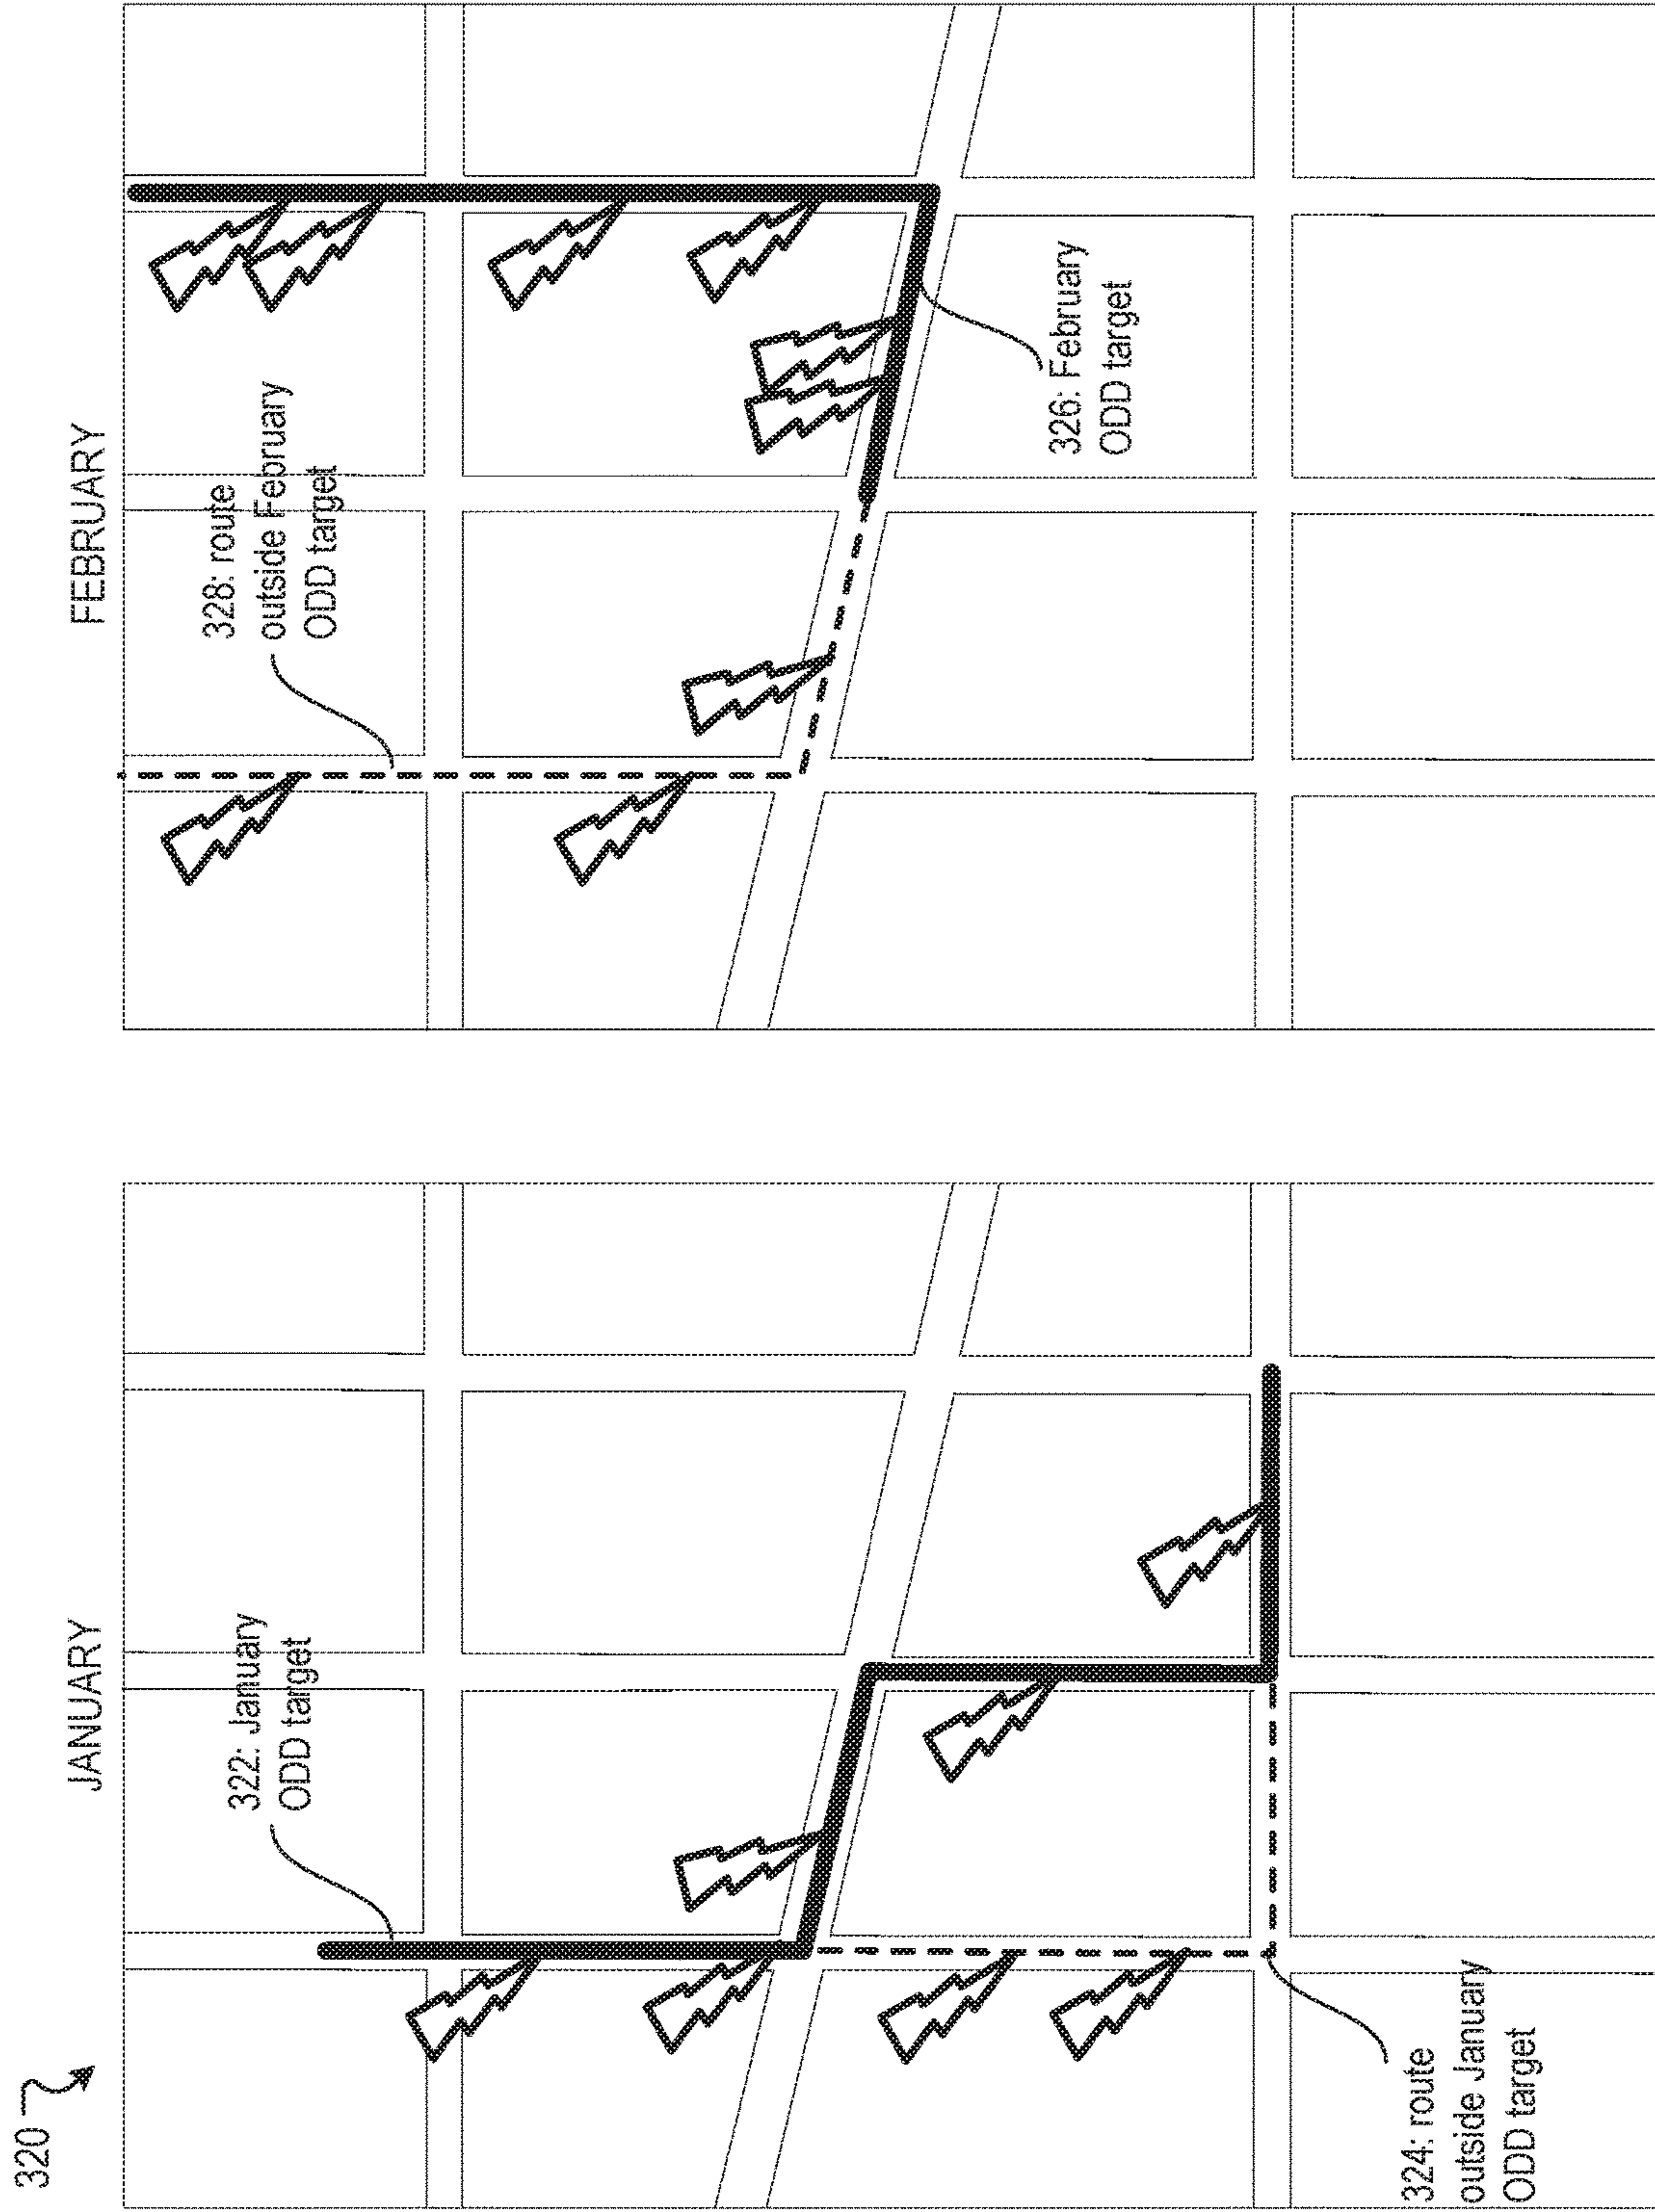 320
JANUARY
322: January
ODD target
324: route
outside January
ODD target
FEBRUARY
328: route
outside February
ODD target
326: February
ODD target